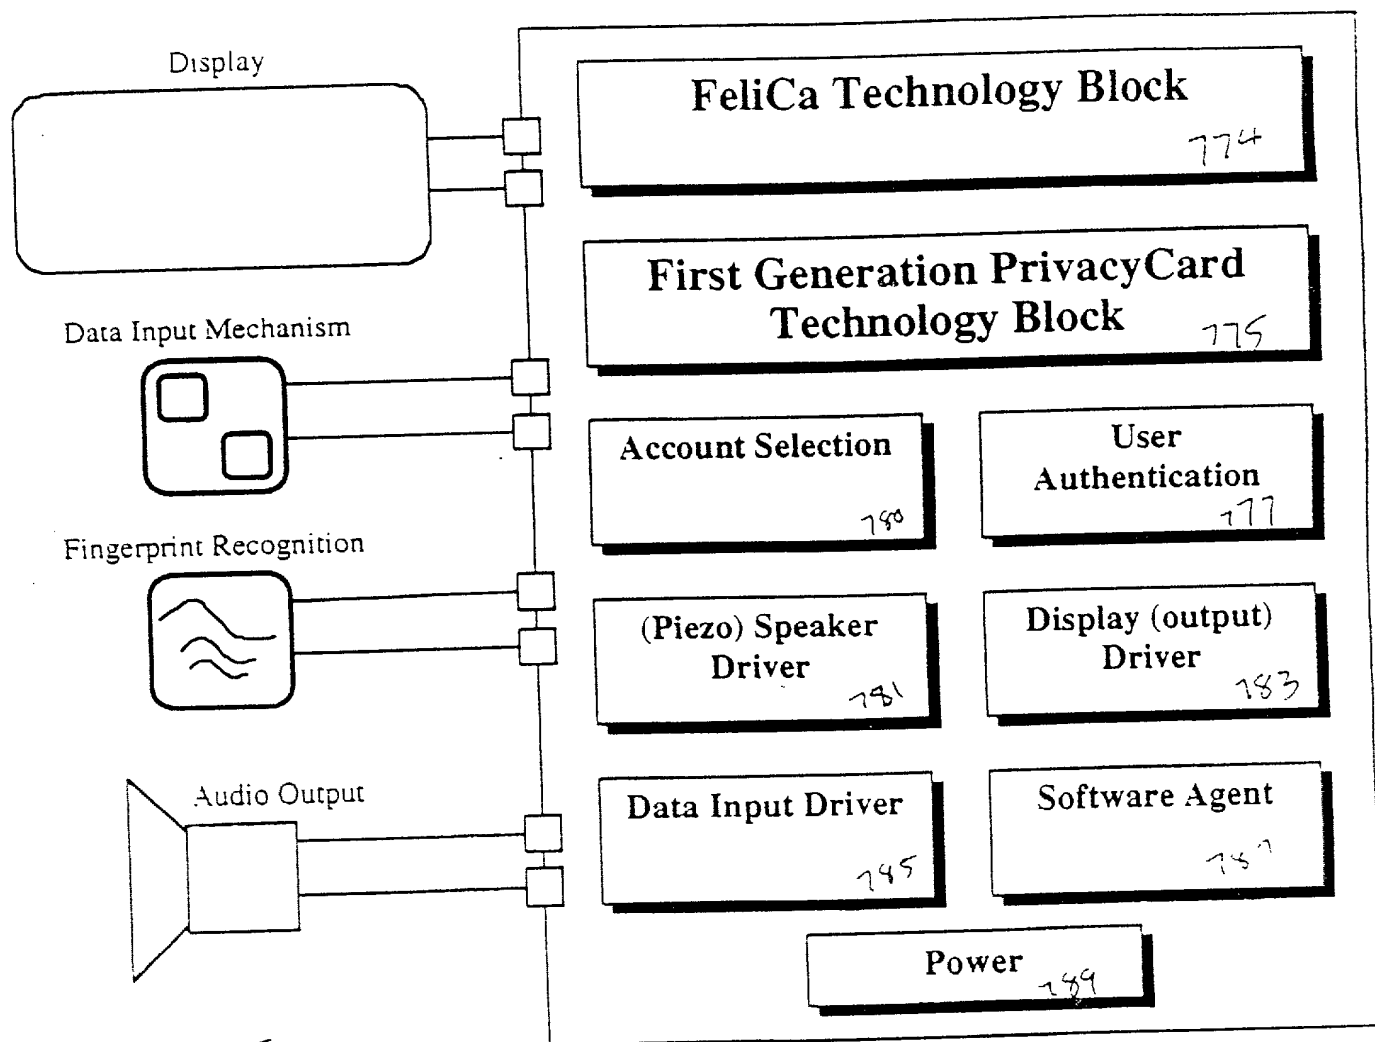 Display
FeliCa Technology Block
774
First Generation PrivacyCard
Technology Block
775
Data Input Mechanism
Account Selection
780
User
Authentication
777
Fingerprint Recognition
(Piezo) Speaker
Driver
781
Display (output)
Driver
783
Audio Output
Data Input Driver
785
Software Agent
787
Power
789